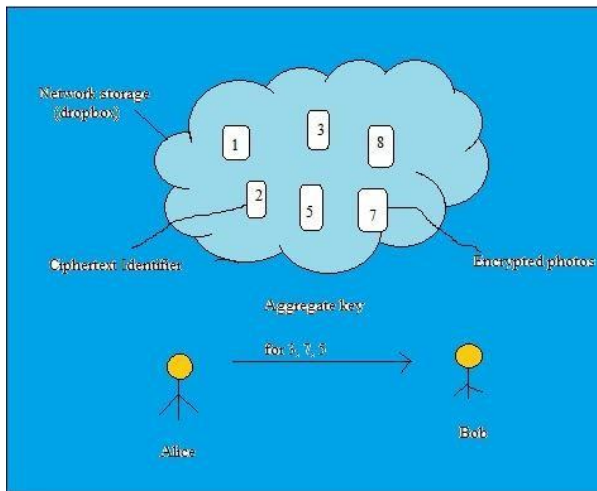 Network storage
(dropbox)
1
3
8
2
5
7
Ciphertext Identifier
Encrypted photos
Aggregate key
for 3, 7, 5
Alice
Bob